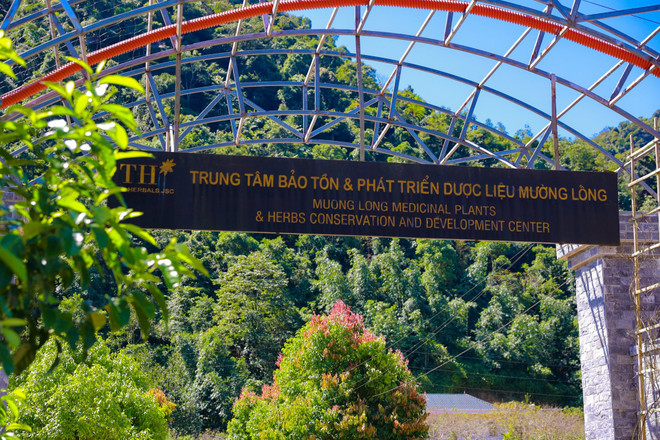 TH
HERBALS.JSC
TRUNG TÂM BẢO TỒN & PHÁT TRIỂN DƯỢC LIỆU MƯỜNG LỐNG
MUONG LONG MEDICINAL PLANTS
& HERBS CONSERVATION AND DEVELOPMENT CENTER